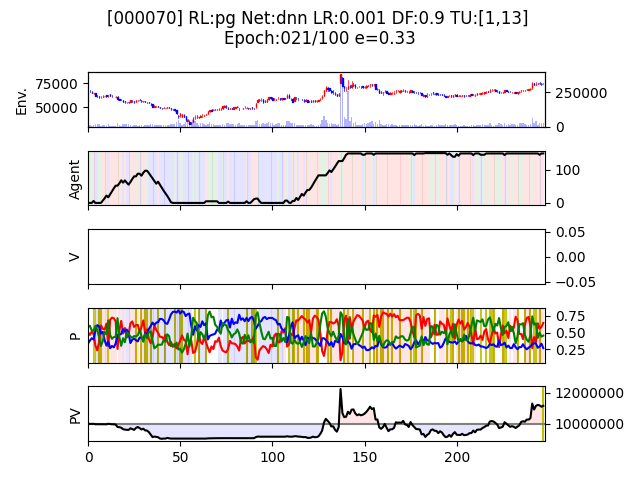 [000070] RL:pg Net:dnn LR:0.001 DF:0.9 TU:[1,13]
Epoch:021/100 e=0.33
Env.
75000
50000
250000
0
Agent
100
0
V
0.05
0.00
−0.05
P
0.75
0.50
0.25
PV
12000000
10000000
0 50 100 150 200